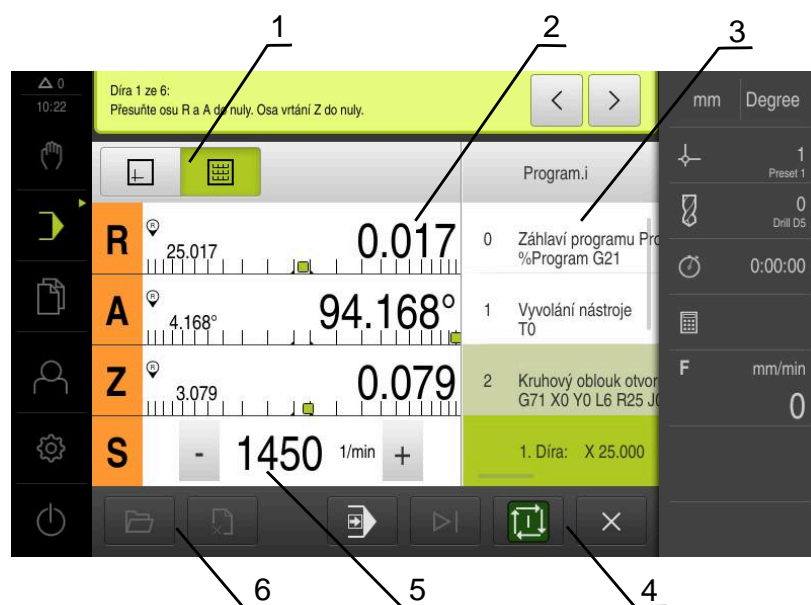 1
2
3
0
10:22
Díra 1 ze 6:
Přesuňte osu R a A do nuly. Osa vrtání Z do nuly.
mm
Degree
Program.i
1
Preset 1
0
Drill D5
0:00:00
F
mm/min
0
R
R
25.017
0.017
A
R
4.168°
94.168°
Z
R
3.079
0.079
S
-
1450
1/min
+
0
Záhlaví programu Pro
%Program G21
1
Vyvolání nástroje
T0
2
Kruhový oblouk otvor
G71 X0 Y0 L6 R25 J0
1. Díra: X 25.000
6
5
4